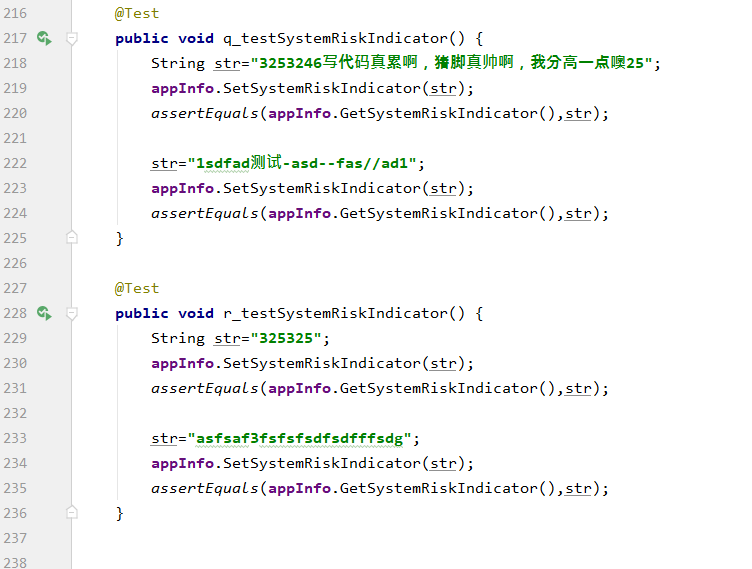 216 @Test
217 public void q_testSystemRiskIndicator() {
218 String str="3253246写代码真累啊，猪脚真帅啊，我分高一点噢25";
219 appInfo.SetSystemRiskIndicator(str);
220 assertEquals(appInfo.GetSystemRiskIndicator(),str);
221
222 str="1sdfad测试-asd--fas//ad1";
223 appInfo.SetSystemRiskIndicator(str);
224 assertEquals(appInfo.GetSystemRiskIndicator(),str);
225 }
226
227 @Test
228 public void r_testSystemRiskIndicator() {
229 String str="325325";
230 appInfo.SetSystemRiskIndicator(str);
231 assertEquals(appInfo.GetSystemRiskIndicator(),str);
232
233 str="asfsaf3fsfsfsdfsdfffsdg";
234 appInfo.SetSystemRiskIndicator(str);
235 assertEquals(appInfo.GetSystemRiskIndicator(),str);
236 }
237
238